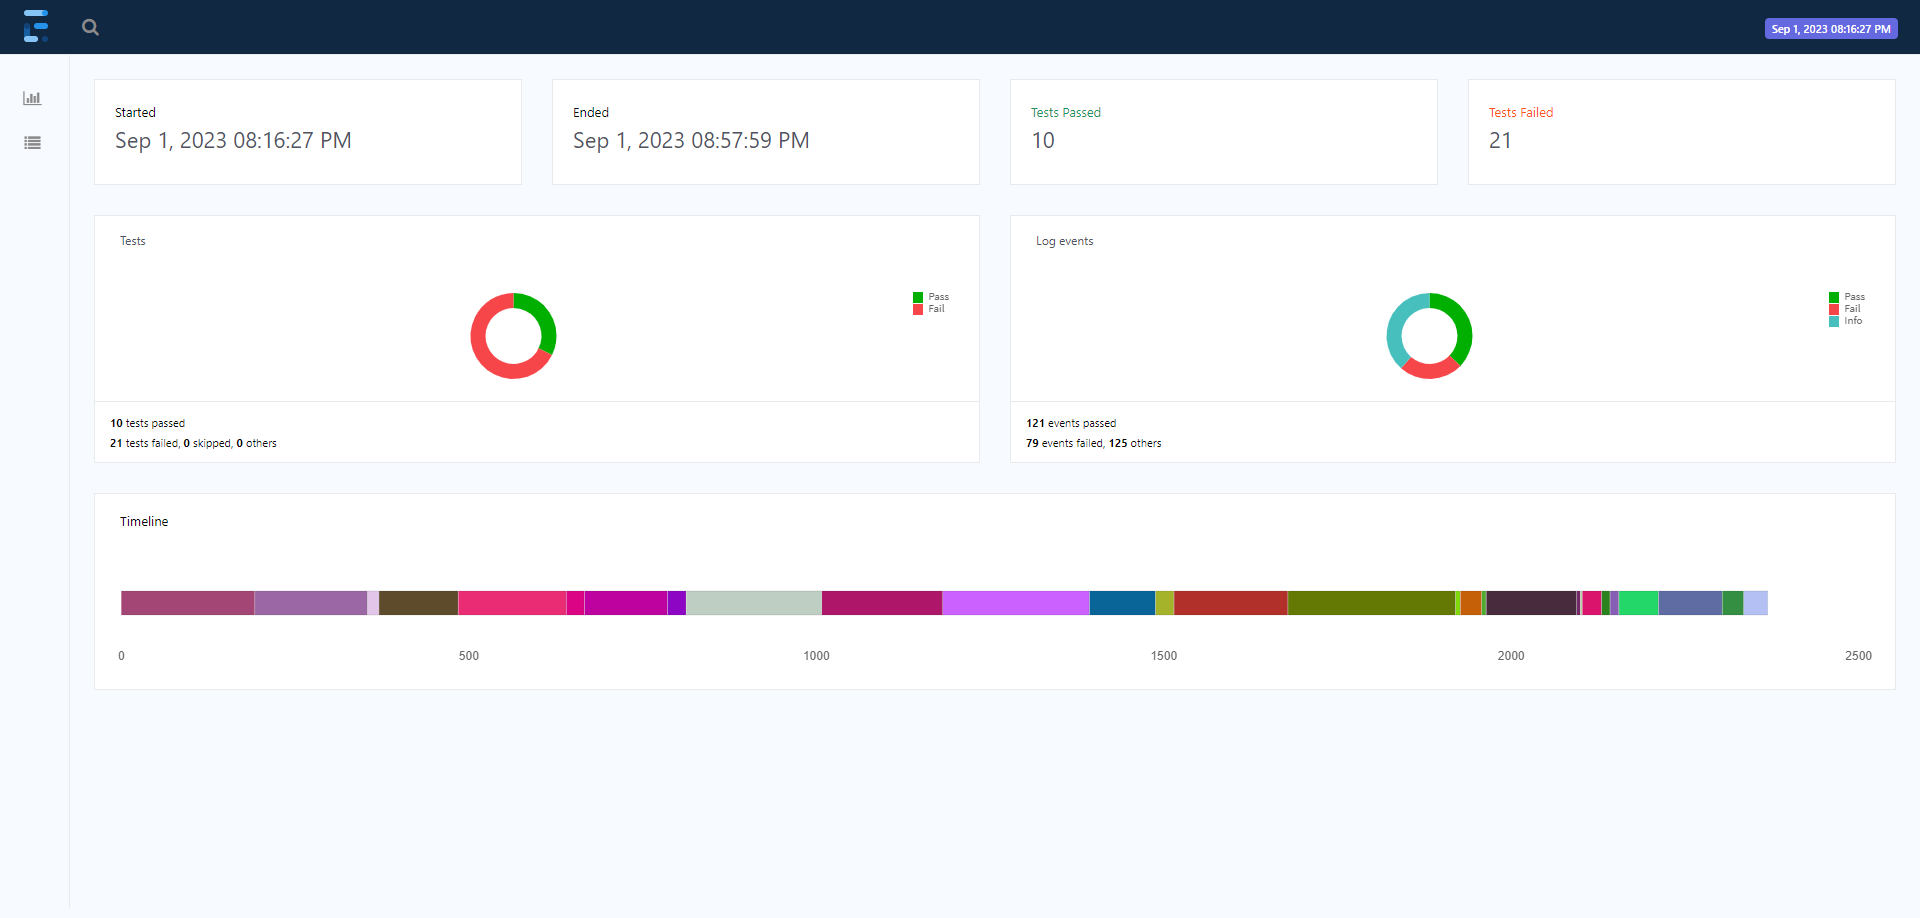 Sep 1, 2023 08:16:27 PM
Started
Sep 1, 2023 08:16:27 PM
Ended
Sep 1, 2023 08:57:59 PM
Tests Passed
10
Tests Failed
21
Tests
Pass
Fail
10 tests passed
21 tests failed, 0 skipped, 0 others
Log events
Pass
Fail
Info
121 events passed
79 events failed, 125 others
Timeline
0 500 1000 1500 2000 2500